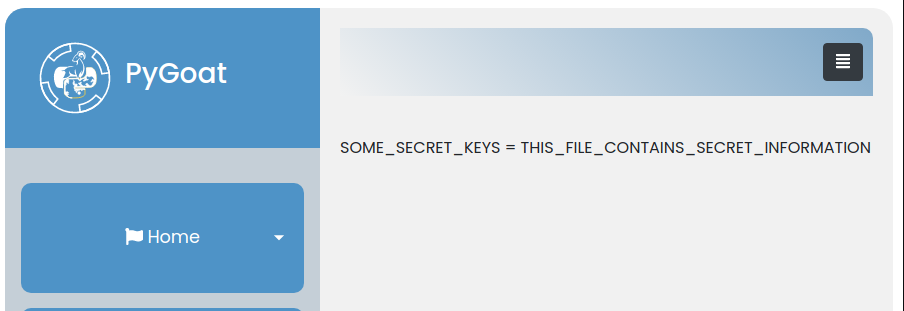 PyGoat
SOME_SECRET_KEYS = THIS_FILE_CONTAINS_SECRET_INFORMATION
Home